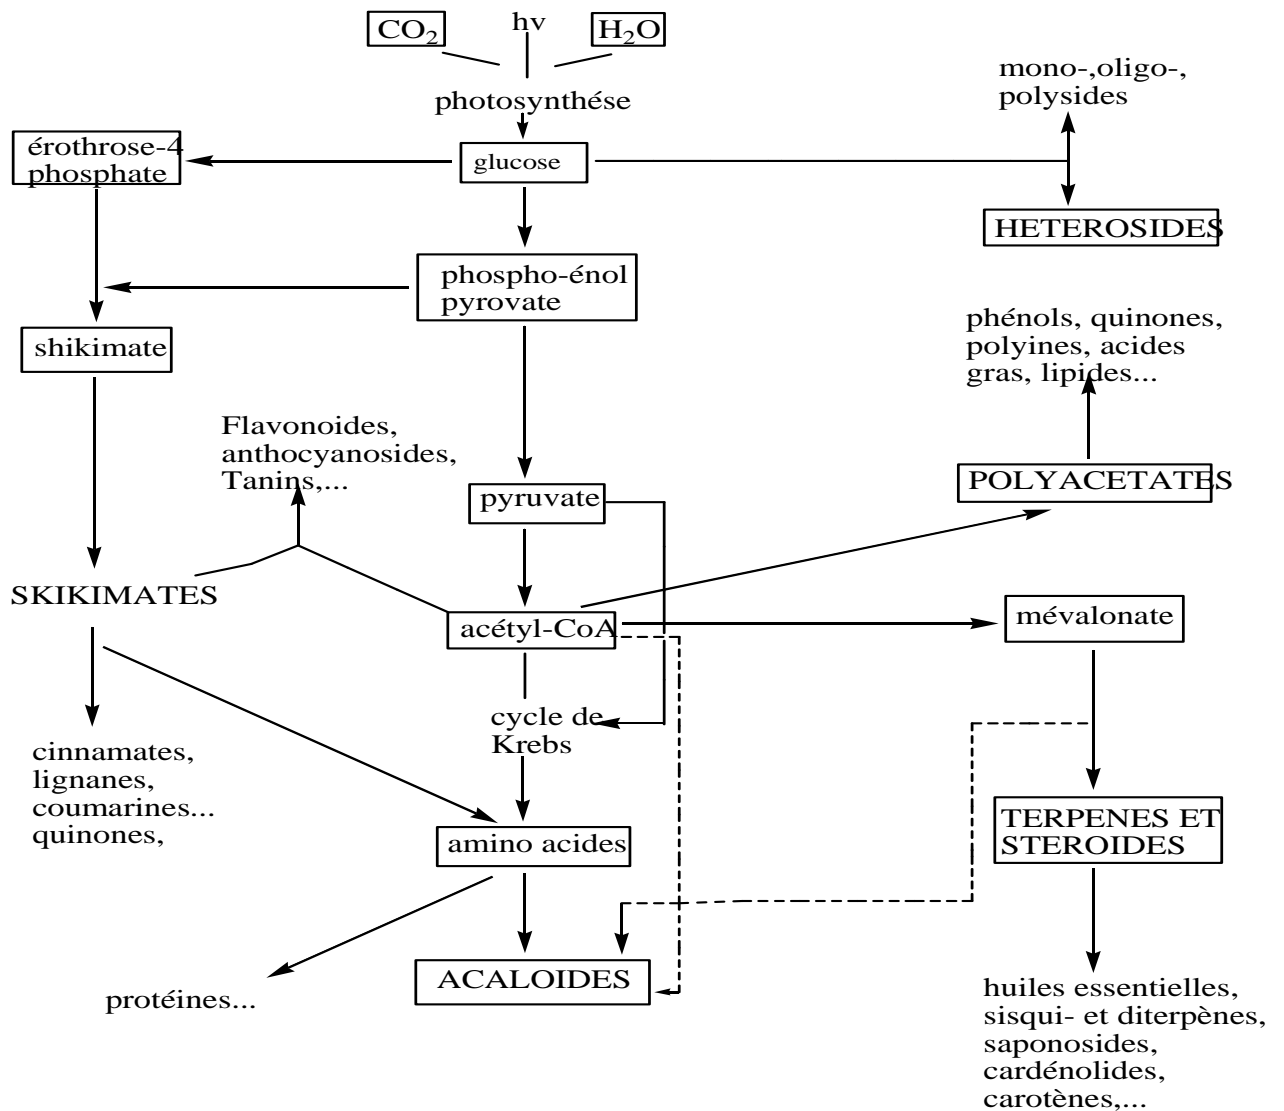 CO₂
hv
H₂O
photosynthése
mono-,oligo-,
polysides
érothrose-4
phosphate
glucose
HETEROSIDES
phospho-énol
pyrovate
phénols, quinones,
polyines, acides
gras, lipides...
shikimate
Flavonoides,
anthocyanosides,
Tanins,...
pyruvate
POLYACETATES
SKIKIMATES
acétyl-CoA
mévalonate
cycle de
Krebs
cinnamates,
lignanes,
coumarines...
quinones,
amino acides
TERPENES ET
STEROIDES
protéines...
ACALOIDES
huiles essentielles,
sisqui- et diterpènes,
saponosides,
cardénolides,
carotènes,...